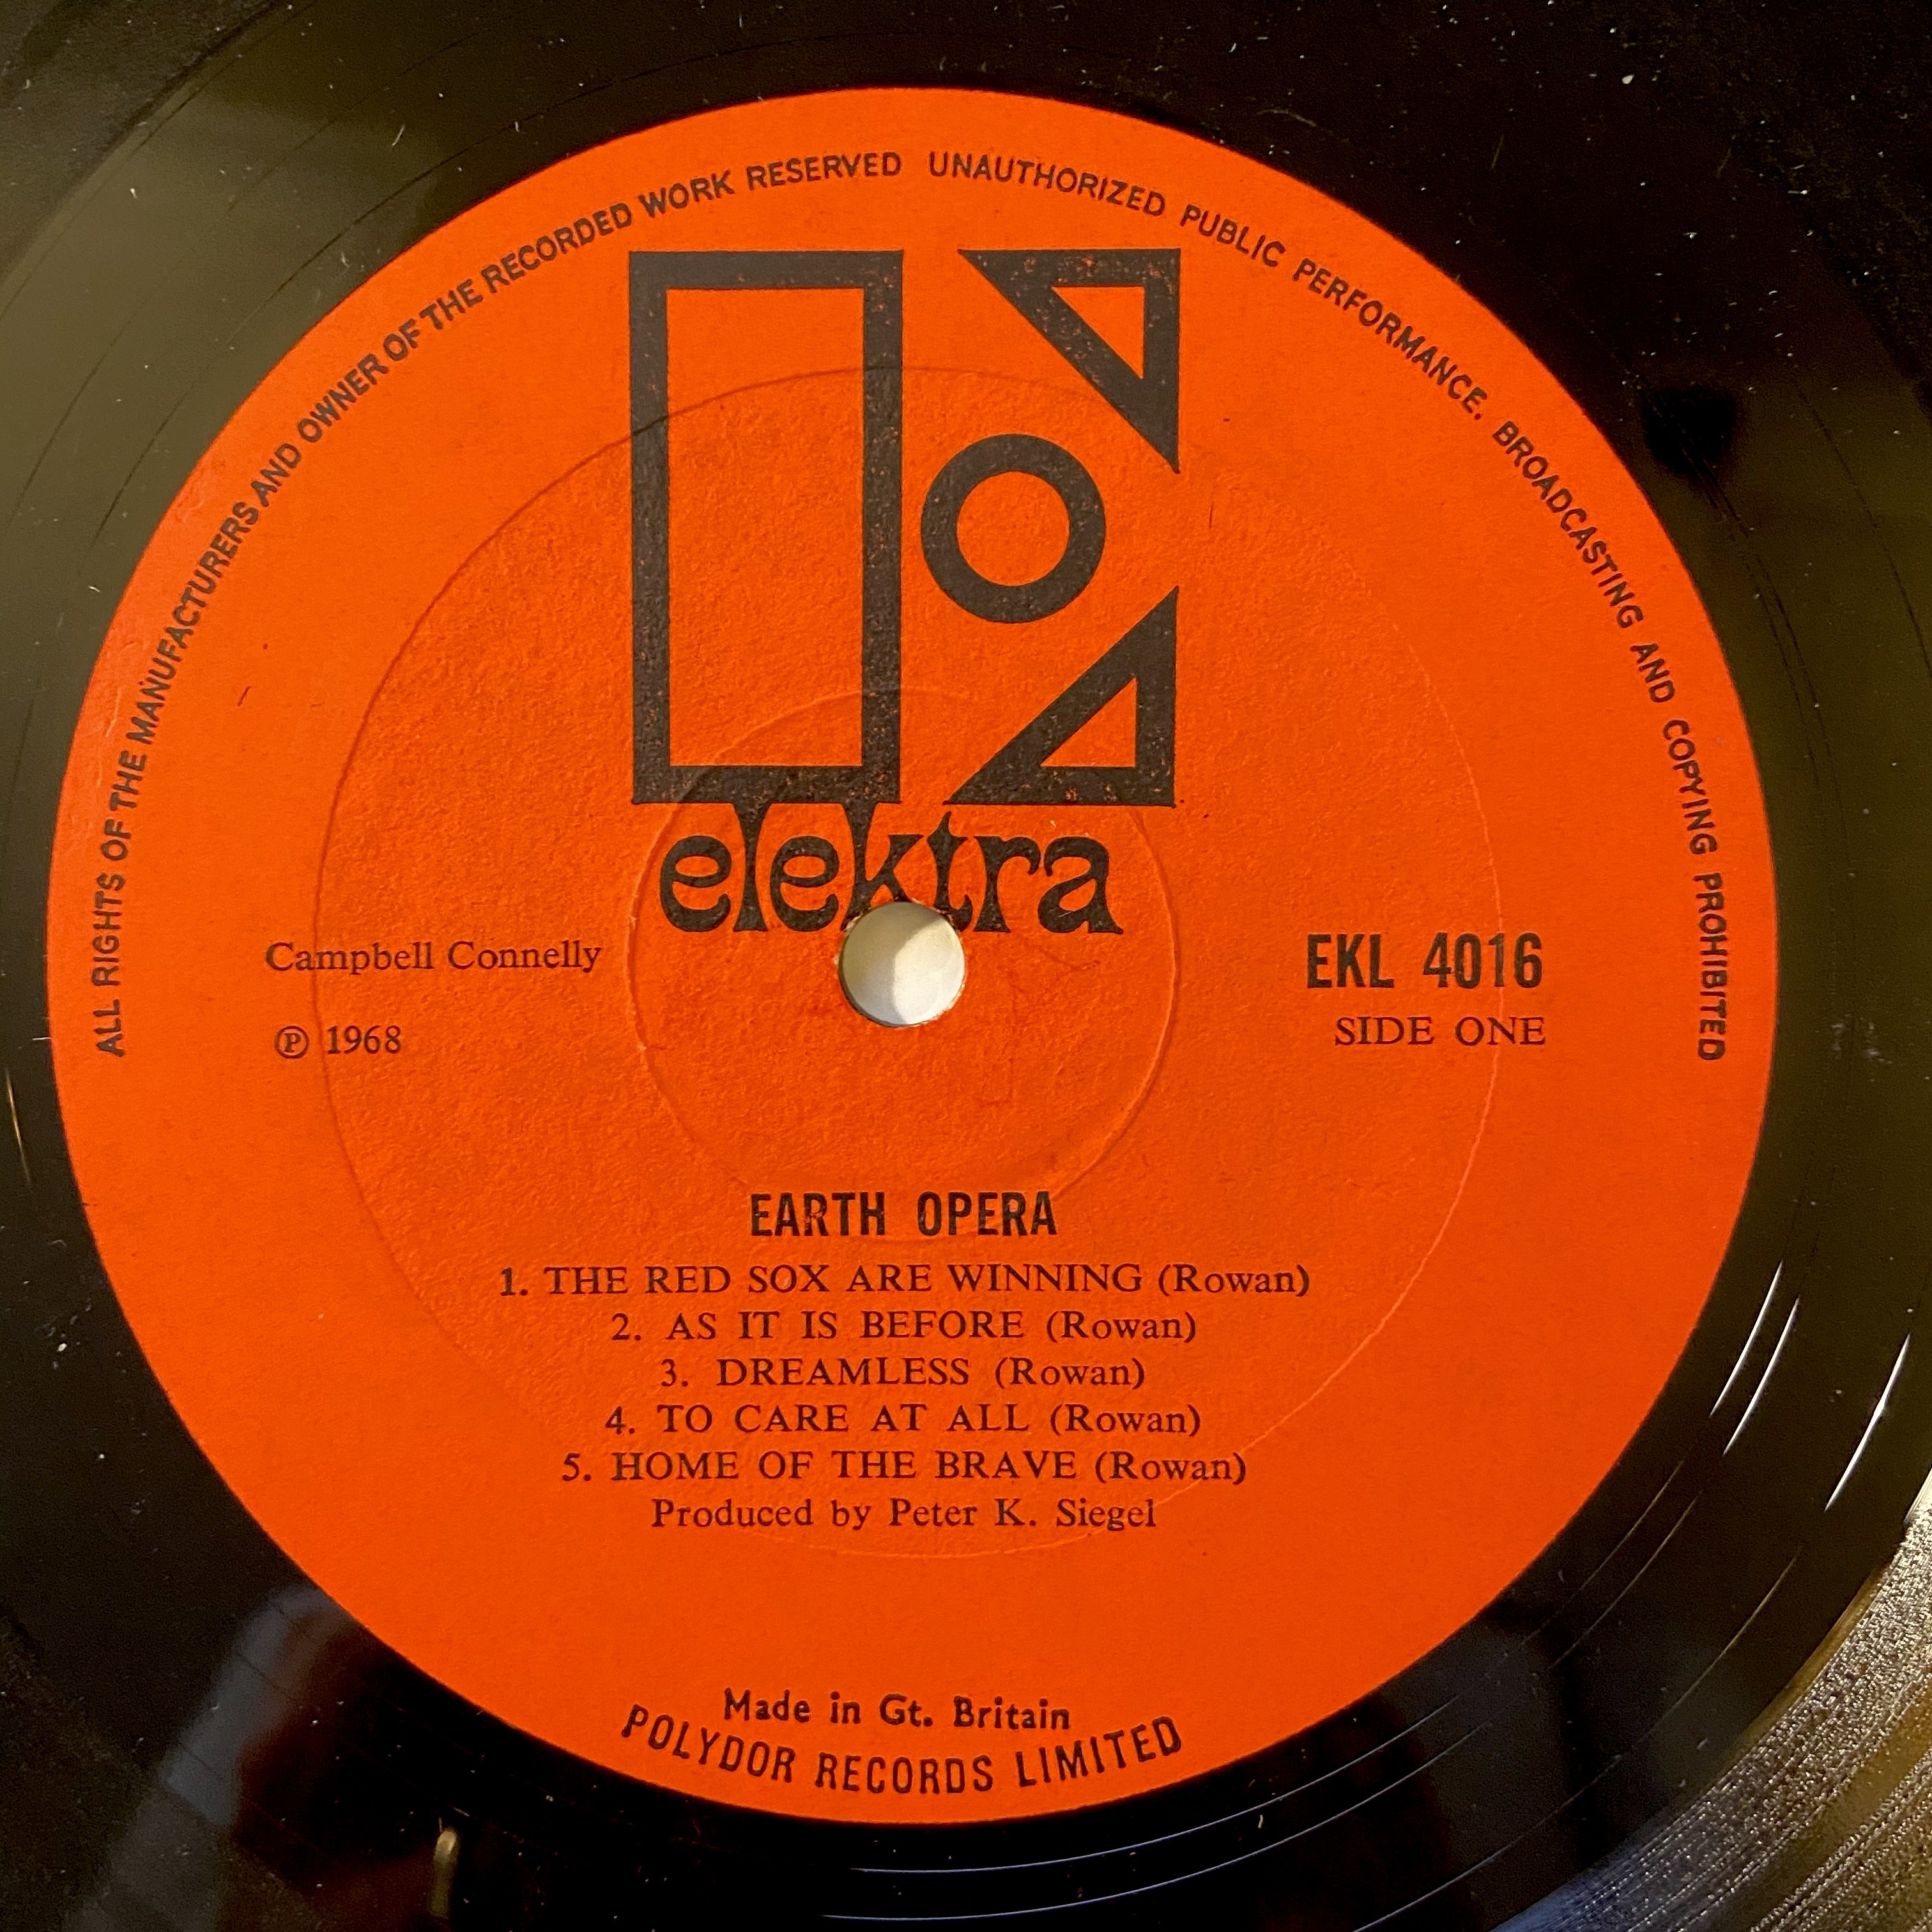 ALL RIGHTS OF THE MANUFACTURERS AND OWNER OF THE RECORDED WORK RESERVED UNAUTHORIZED PUBLIC PERFORMANCE. BROADCASTING AND COPYING PROHIBITED
elektra
Campbell Connelly
EKL 4016
℗ 1968
SIDE ONE
EARTH OPERA
1. THE RED SOX ARE WINNING (Rowan)
2. AS IT IS BEFORE (Rowan)
3. DREAMLESS (Rowan)
4. TO CARE AT ALL (Rowan)
5. HOME OF THE BRAVE (Rowan)
Produced by Peter K. Siegel
Made in Gt. Britain
POLYDOR RECORDS LIMITED